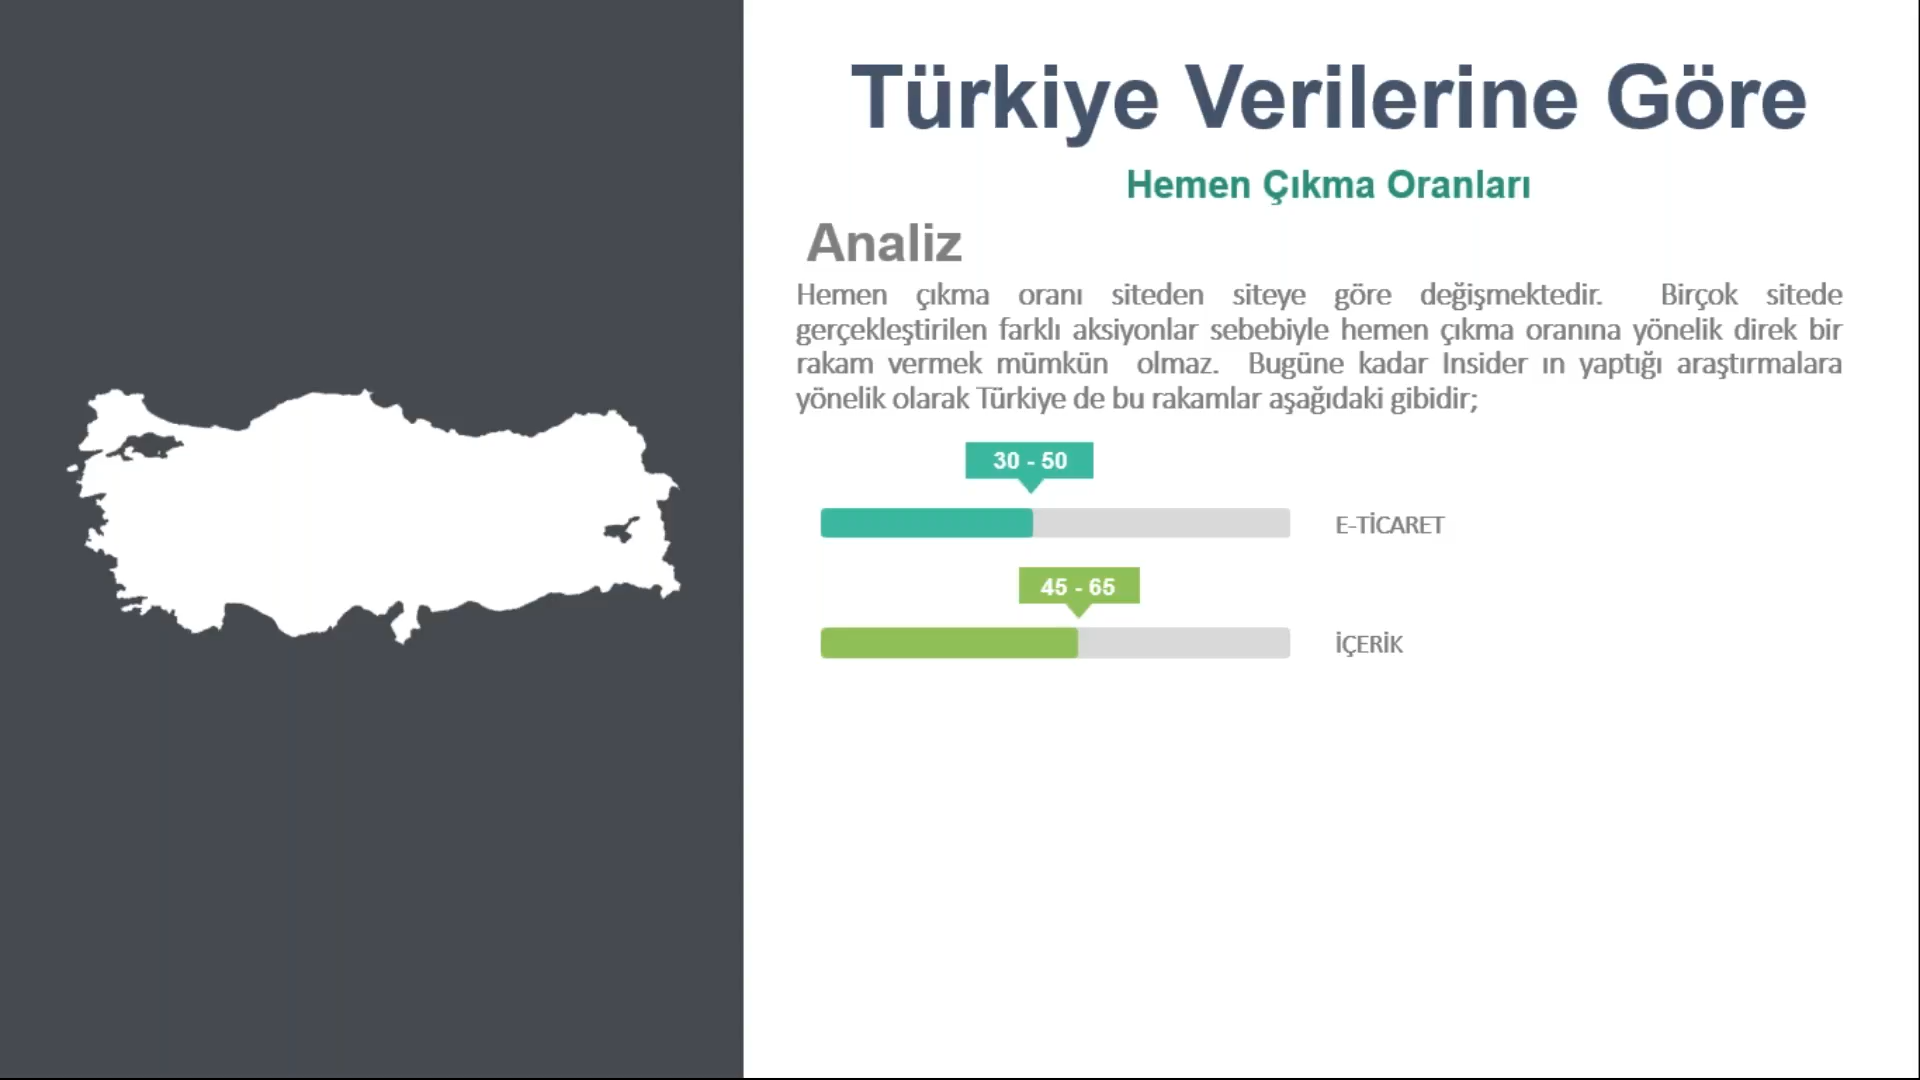 Türkiye Verilerine Göre
Hemen Çıkma Oranları
Analiz
Hemen çıkma oranı siteden siteye göre değişmektedir. Birçok sitede
gerçekleştirilen farklı aksiyonlar sebebiyle hemen çıkma oranına yönelik direk bir
rakam vermek mümkün olmaz. Bugüne kadar Insider ın yaptığı araştırmalara
yönelik olarak Türkiye de bu rakamlar aşağıdaki gibidir;
30 - 50
E-TİCARET
45 - 65
İÇERİK